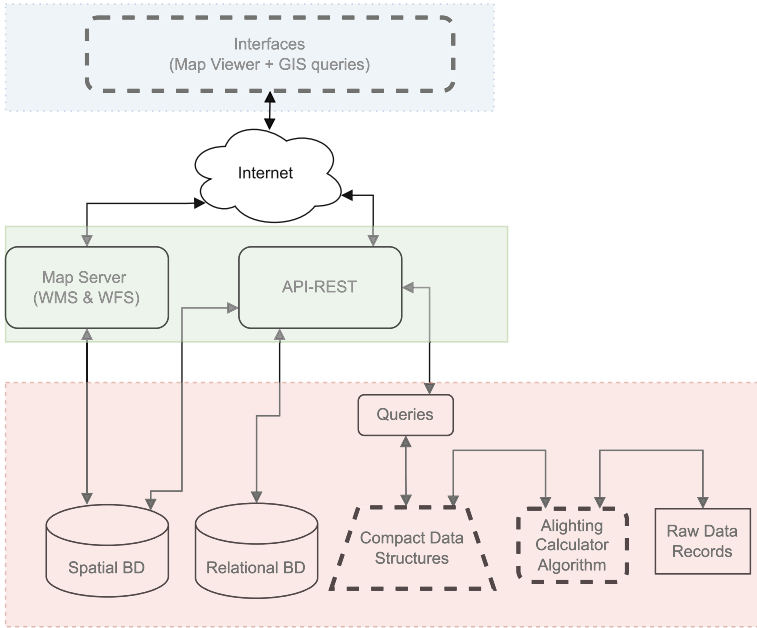 Interfaces
(Map Viewer + GIS queries)
Internet
Map Server
(WMS & WFS)
API-REST
Queries
Spatial BD
Relational BD
Compact Data
Structures
Alighting
Calculator
Algorithm
Raw Data
Records